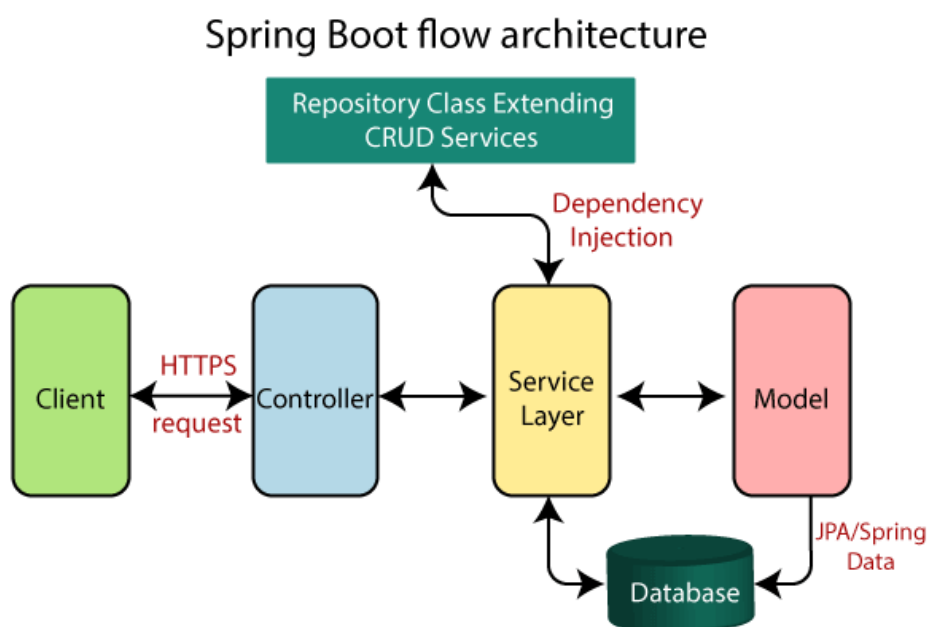 Spring Boot flow architecture
Repository Class Extending
CRUD Services
Dependency
Injection
Client
HTTPS
request
Controller
Service
Layer
Model
JPA/Spring
Data
Database